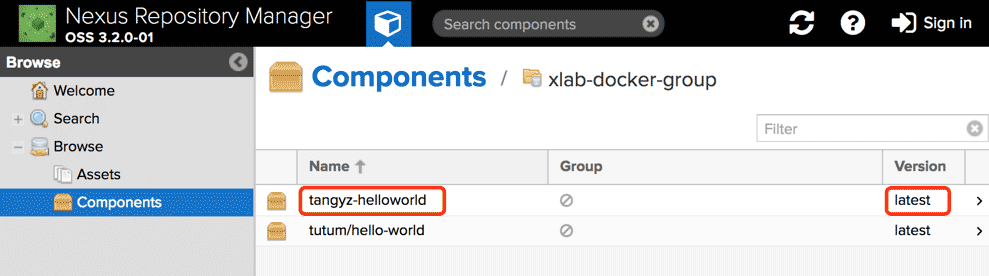 Nexus Repository Manager
OSS 3.2.0-01
Search components
Sign in
Browse
Welcome
Search
Browse
Assets
Components
Components / xlab-docker-group
Filter
Name Group Version
tangyz-helloworld latest
tutum/hello-world latest